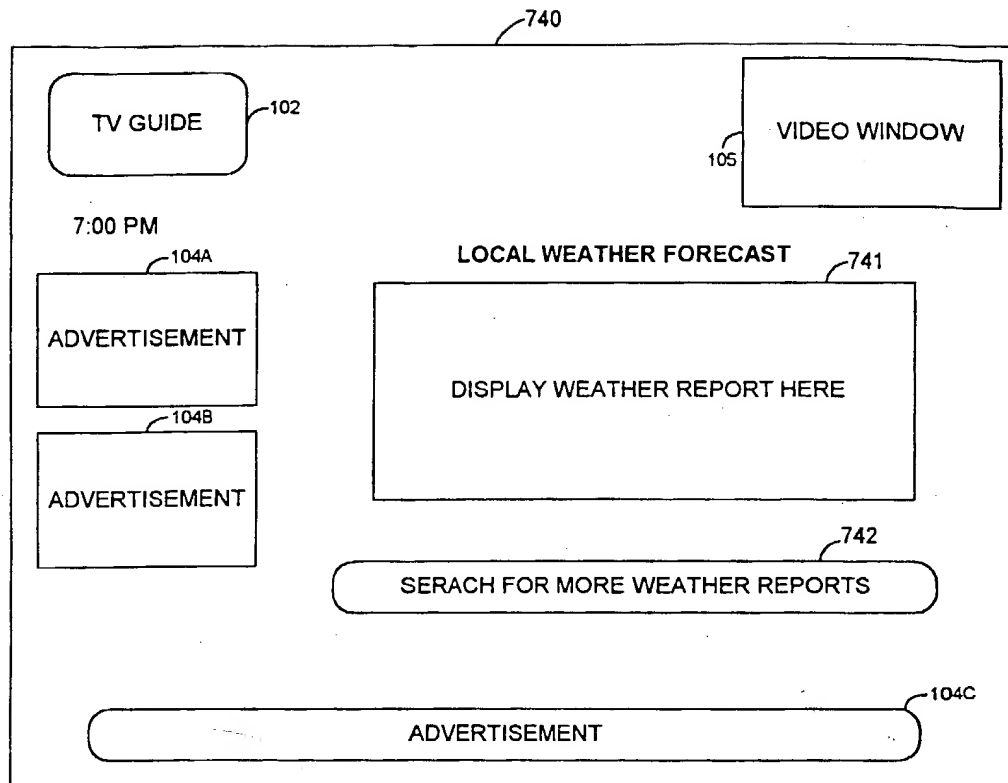 740
TV GUIDE
102
VIDEO WINDOW
105
7:00 PM
104A
ADVERTISEMENT
LOCAL WEATHER FORECAST
741
DISPLAY WEATHER REPORT HERE
104B
ADVERTISEMENT
742
SERACH FOR MORE WEATHER REPORTS
104C
ADVERTISEMENT